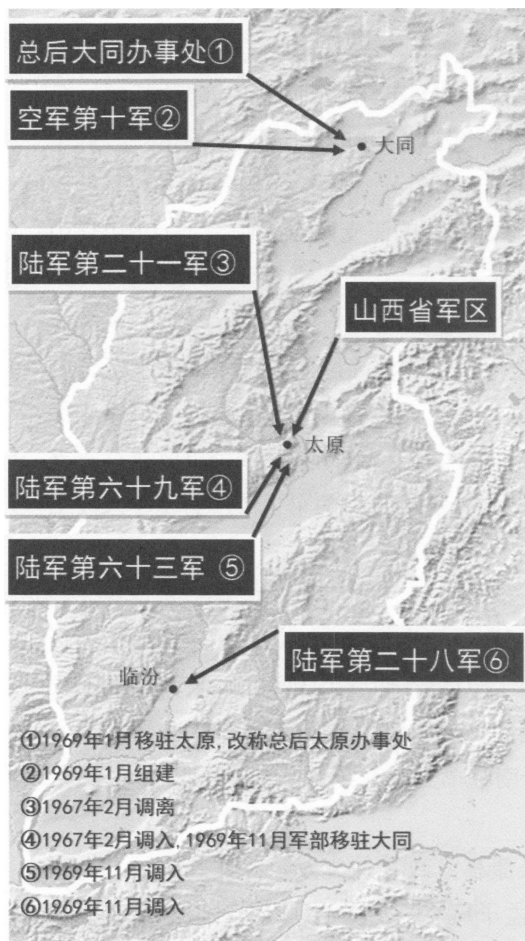 总后大同办事处①
空军第十军②
大同
陆军第二十一军③
山西省军区
太原
陆军第六十九军④
陆军第六十三军 ⑤
陆军第二十八军⑥
临汾
①1969年1月移驻太原,改称总后太原办事处
②1969年1月组建
③1967年2月调离
④1967年2月调入,1969年11月军部移驻大同
⑤1969年11月调入
⑥1969年11月调入